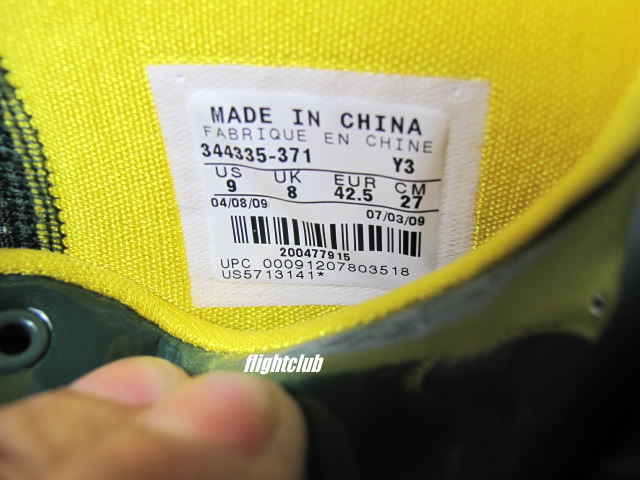 MADE IN CHINA
FABRIQUE EN CHINE
344335-371 Y3
US UK EUR CM
9 8 42.5 27
04/08/09 07/03/09
200477915
UPC 00091207803518
US5713141*
flightclub